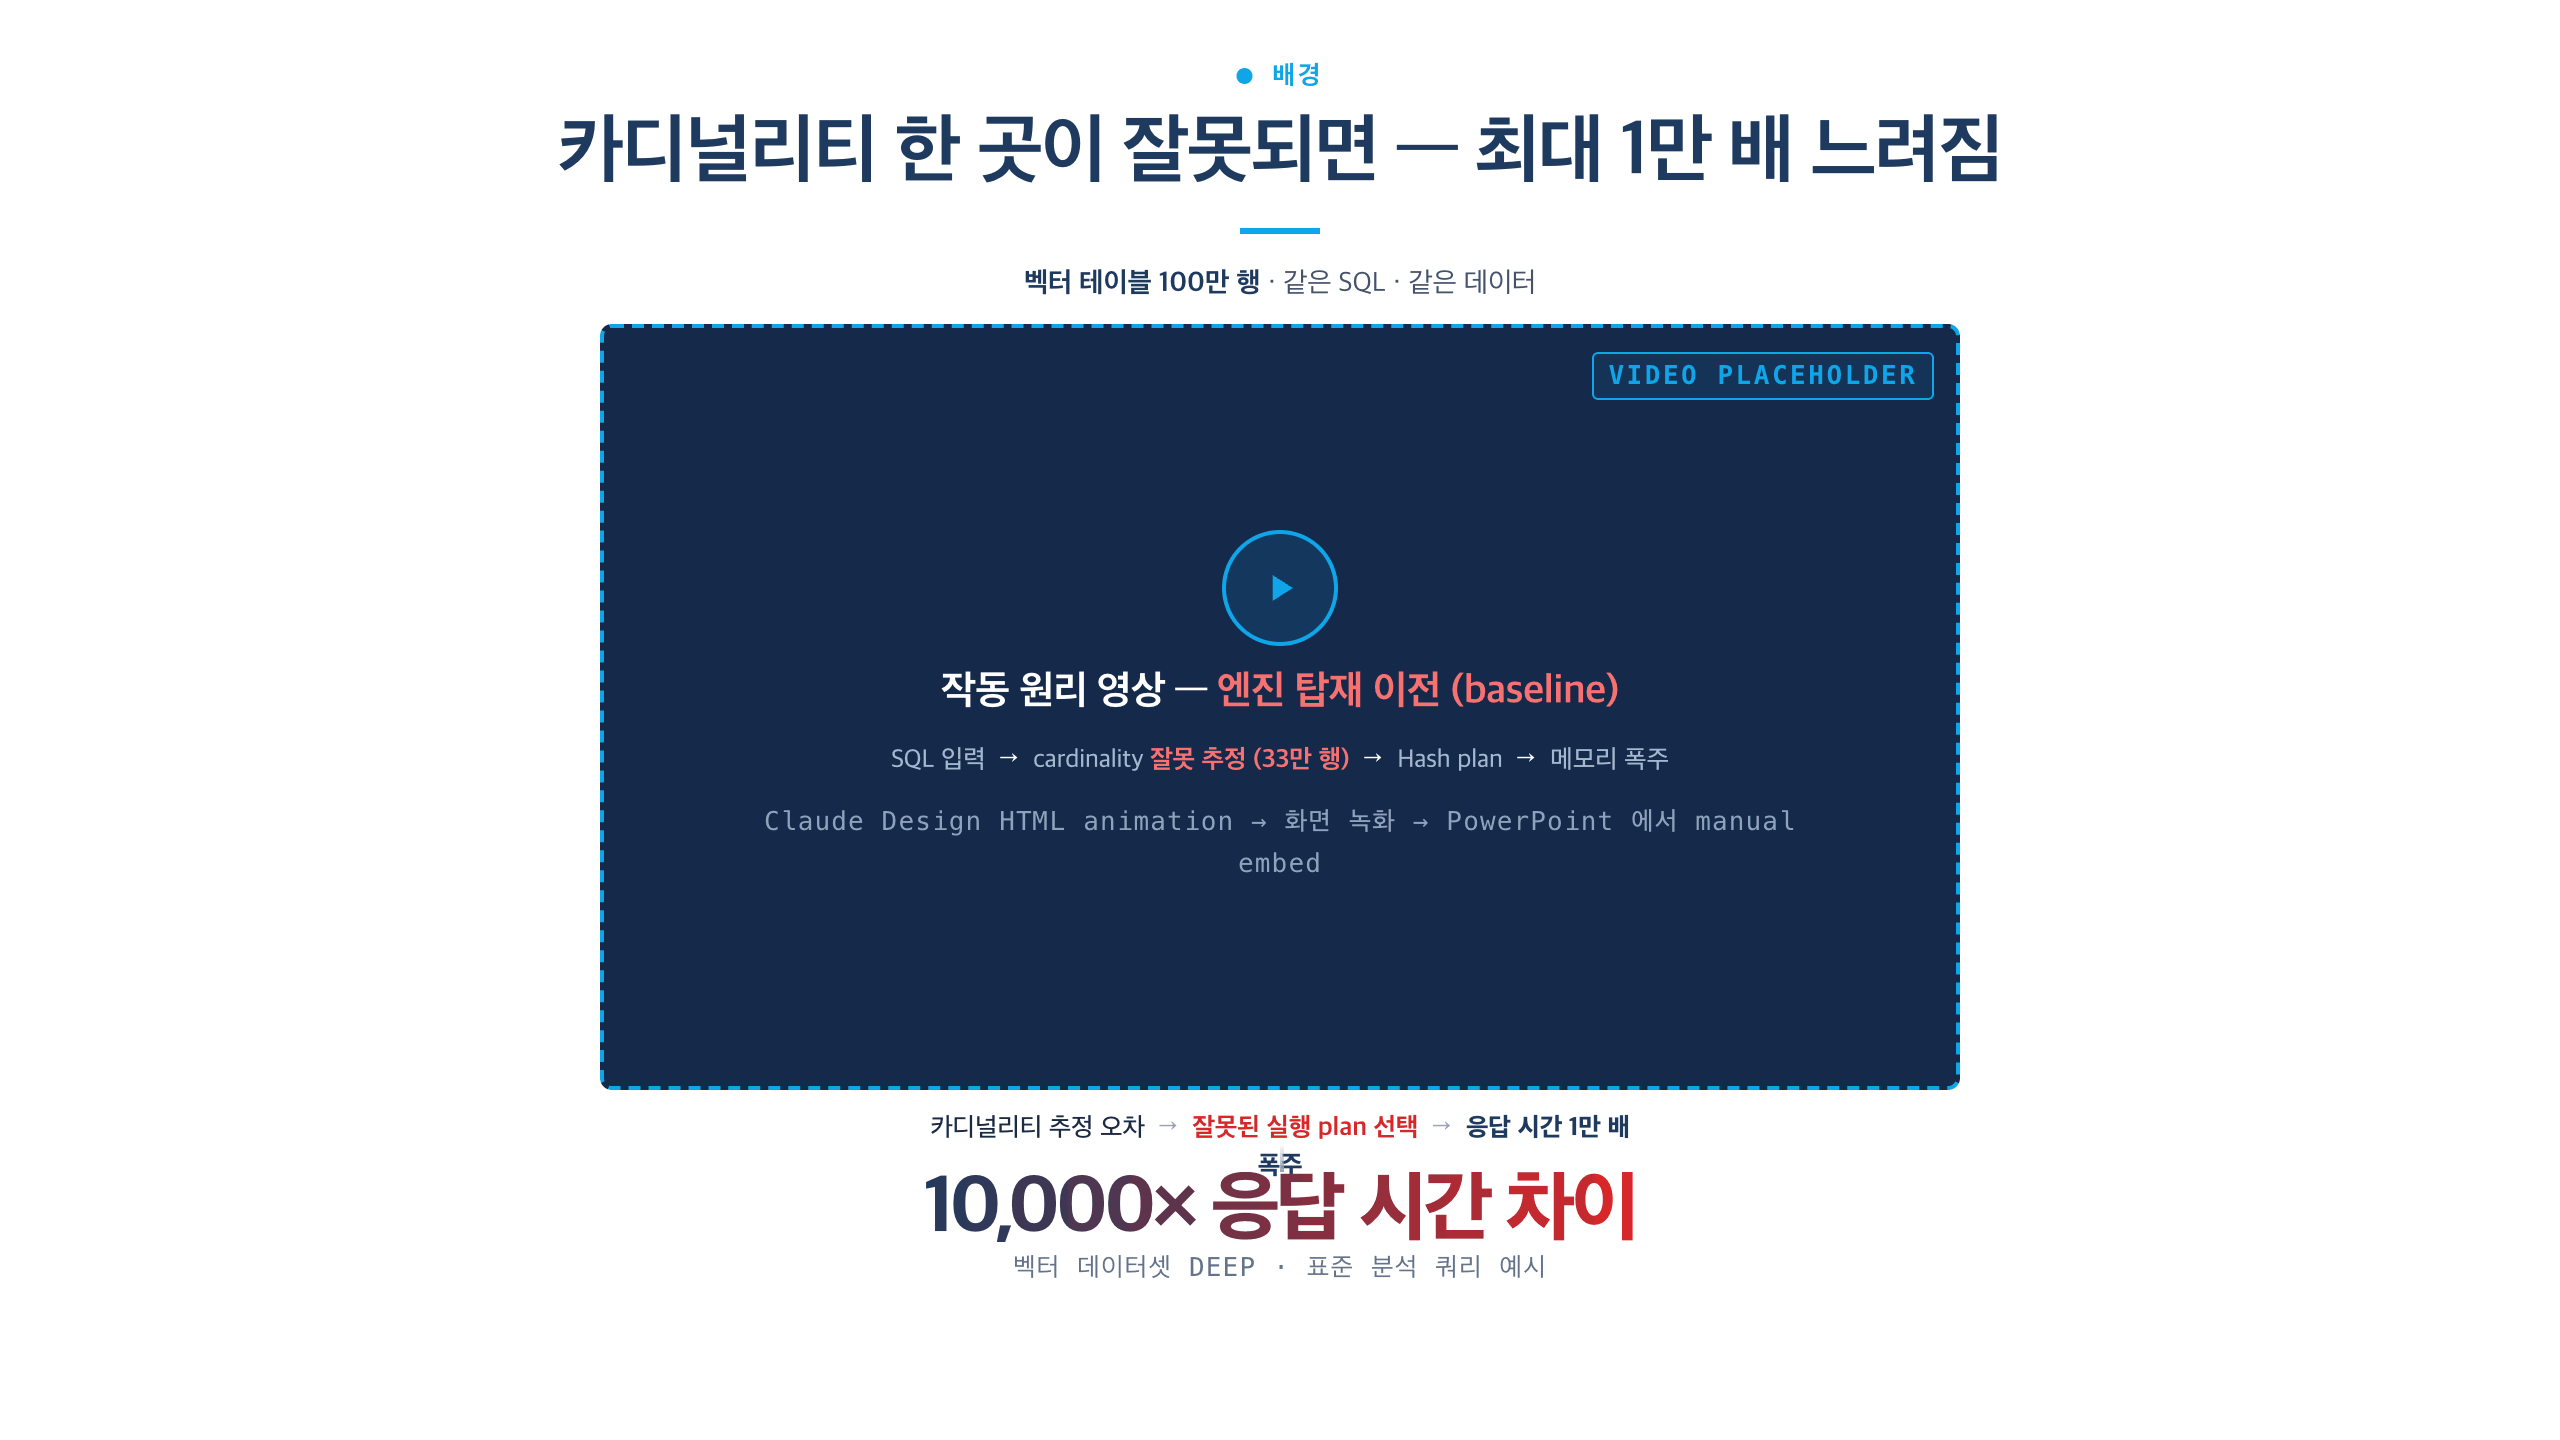 ● 배경
카디널리티 한 곳이 잘못되면 — 최대 1만 배 느려짐
벡터 테이블 100만 행 · 같은 SQL · 같은 데이터
VIDEO PLACEHOLDER
작동 원리 영상 — 엔진 탑재 이전 (baseline)
SQL 입력 → cardinality 잘못 추정 (33만 행) → Hash plan → 메모리 폭주
Claude Design HTML animation → 화면 녹화 → PowerPoint 에서 manual
embed
카디널리티 추정 오차 → 잘못된 실행 plan 선택 → 응답 시간 1만 배
폭주
10,000× 응답 시간 차이
벡터 데이터셋 DEEP · 표준 분석 쿼리 예시